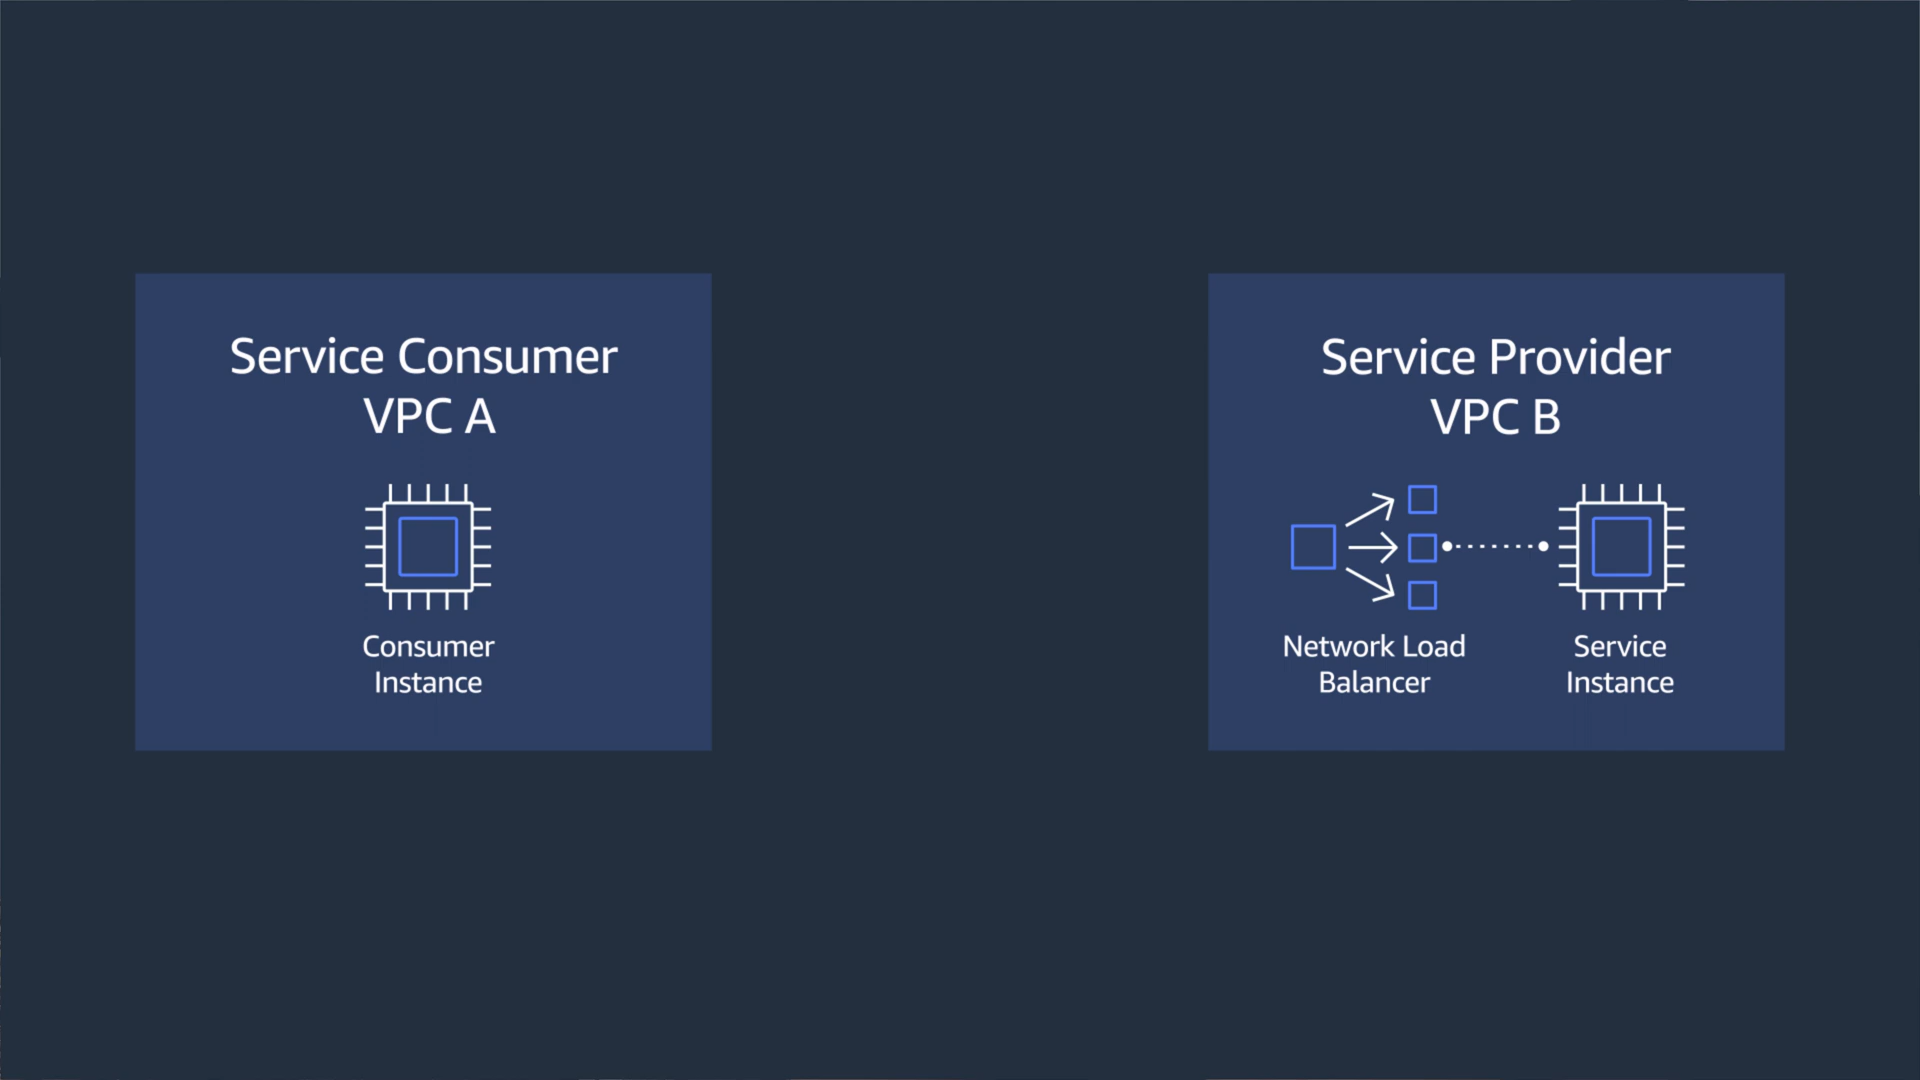 Service Consumer
VPC A
Consumer
Instance
Service Provider
VPC B
Network Load
Balancer
Service
Instance